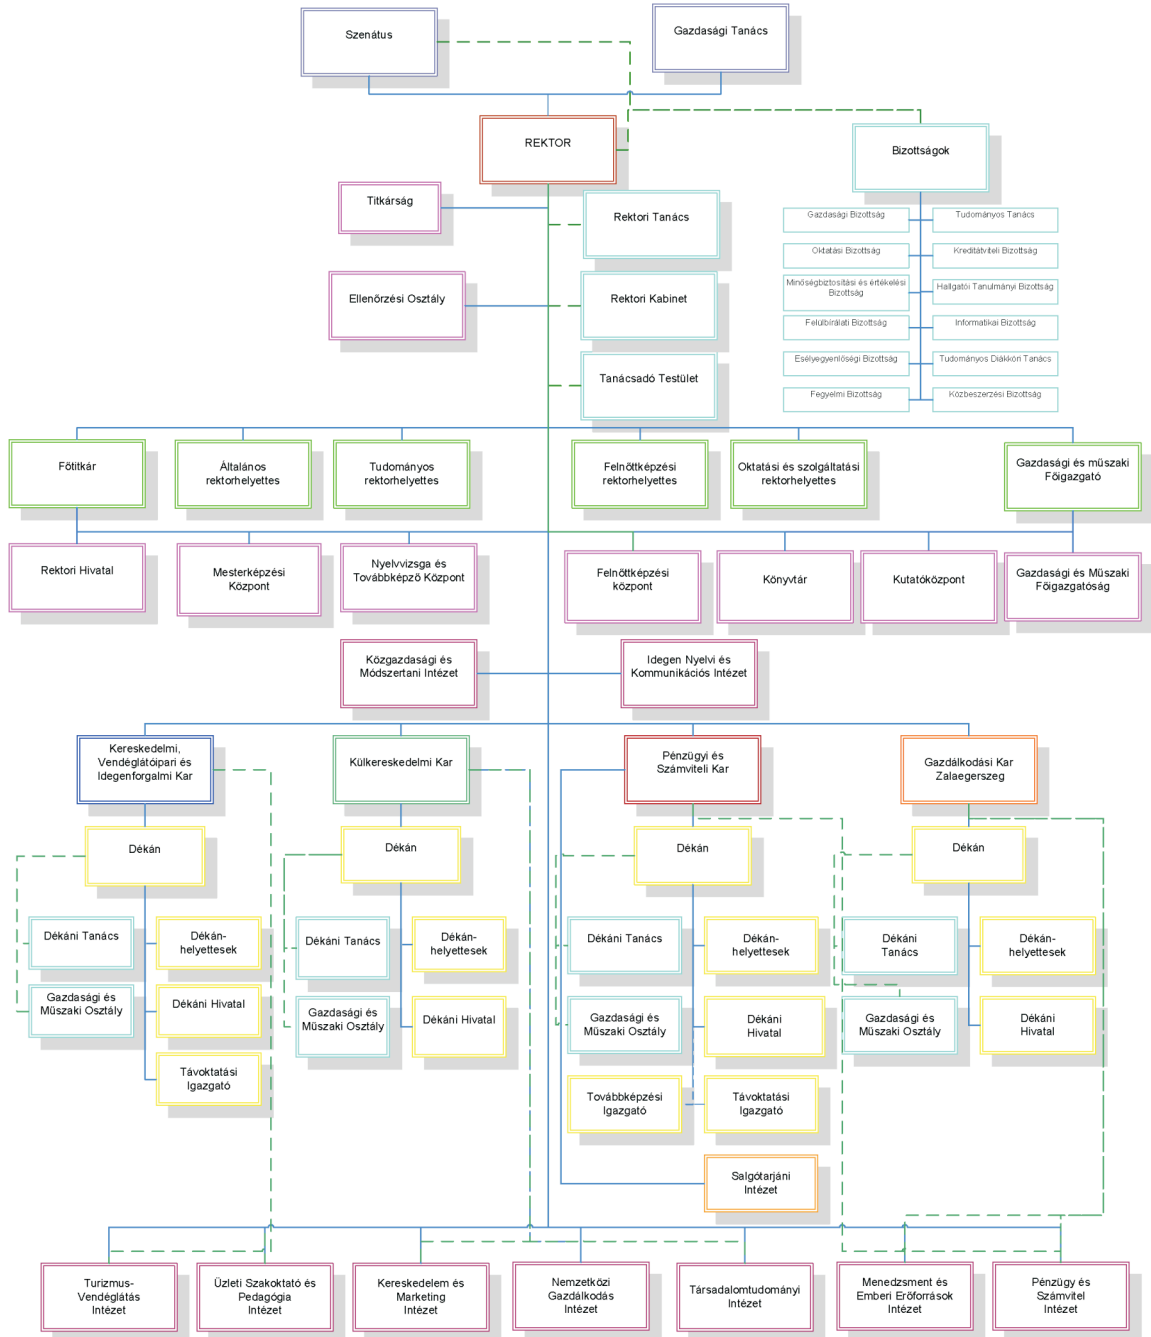 Szenátus
Gazdasági Tanács
REKTOR
Bizottságok
Titkárság
Rektori Tanács
Gazdasági Bizottság
Tudományos Tanács
Oktatási Bizottság
Kreditátviteli Bizottság
Ellenőrzési Osztály
Rektori Kabinet
Minőségbiztosítási és értékelési
Bizottság
Hallgatói Tanulmányi Bizottság
Felülbírálati Bizottság
Informatikai Bizottság
Tanácsadó Testület
Esélyegyenlőségi Bizottság
Tudományos Diákköri Tanács
Fegyelmi Bizottság
Közbeszerzési Bizottság
Főtitkár
Általános
rektorhelyettes
Tudományos
rektorhelyettes
Felnőttképzési
rektorhelyettes
Oktatási és szolgáltatási
rektorhelyettes
Gazdasági és műszaki
Főigazgató
Rektori Hivatal
Mesterképzési
Központ
Nyelvvizsga és
Továbbképző Központ
Felnőttképzési
központ
Könyvtár
Kutatóközpont
Gazdasági és Műszaki
Főigazgatóság
Közgazdasági és
Módszertani Intézet
Idegen Nyelvi és
Kommunikációs Intézet
Kereskedelmi,
Vendéglátóipari és
Idegenforgalmi Kar
Külkereskedelmi Kar
Pénzügyi és
Számviteli Kar
Gazdálkodási Kar
Zalaegerszeg
Dékán
Dékán
Dékán
Dékán
Dékáni Tanács
Dékán-
helyettesek
Dékáni Tanács
Dékán-
helyettesek
Dékáni Tanács
Dékán-
helyettesek
Dékáni
Tanács
Dékán-
helyettesek
Gazdasági és
Műszaki Osztály
Dékáni Hivatal
Gazdasági és
Műszaki Osztály
Dékáni Hivatal
Gazdasági és
Műszaki Osztály
Dékáni
Hivatal
Gazdasági és
Műszaki Osztály
Dékáni
Hivatal
Távoktatási
Igazgató
Továbbképzési
Igazgató
Távoktatási
Igazgató
Salgótarjáni
Intézet
Turizmus-
Vendéglátás
Intézet
Üzleti Szakoktató és
Pedagógia
Intézet
Kereskedelem és
Marketing
Intézet
Nemzetközi
Gazdálkodás
Intézet
Társadalomtudományi
Intézet
Menedzsment és
Emberi Erőforrások
Intézet
Pénzügy és
Számvitel
Intézet